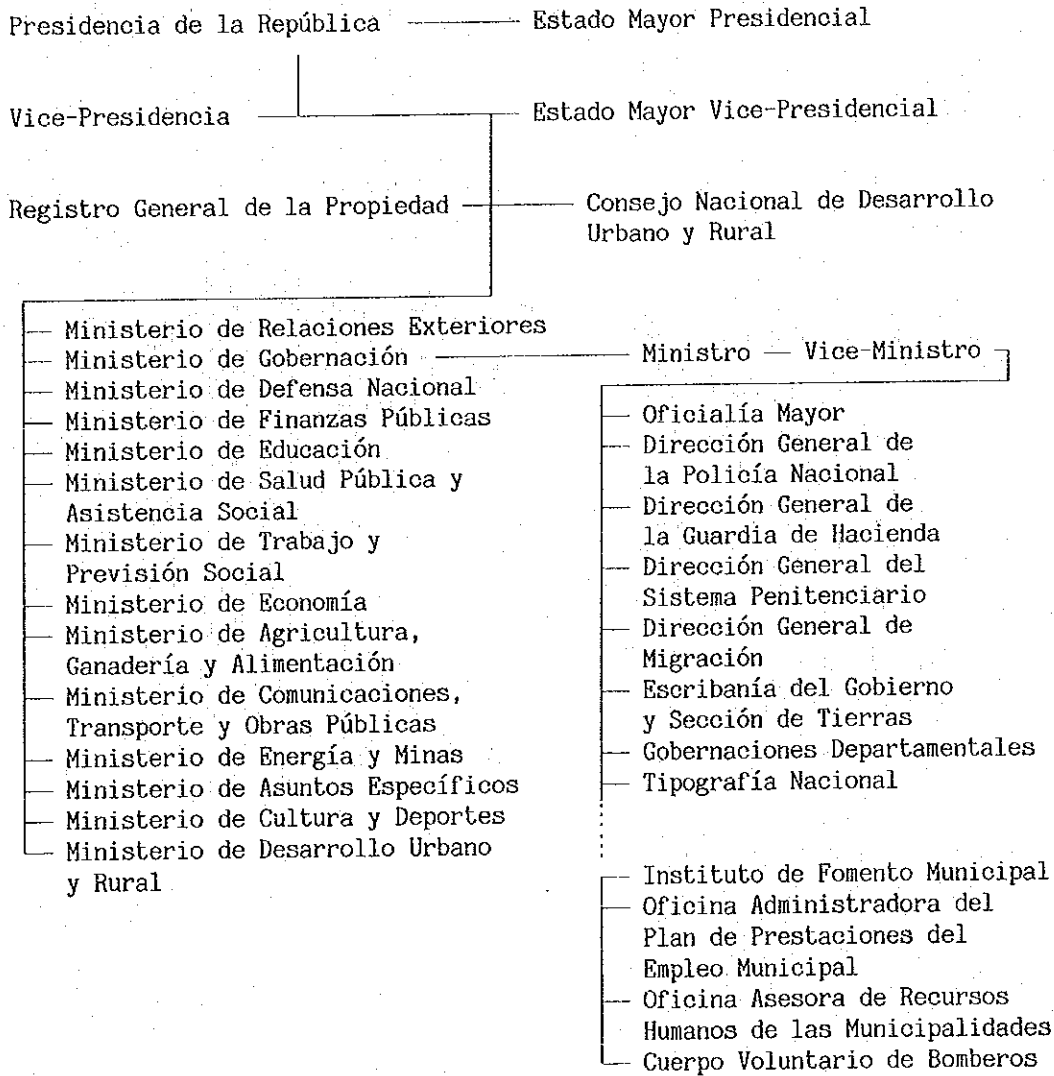 Presidencia de la República Estado Mayor Presidencial
Vice-Presidencia Estado Mayor Vice-Presidencial
Registro General de la Propiedad Consejo Nacional de Desarrollo
Urbano y Rural
Ministerio de Relaciones Exteriores
Ministerio de Gobernación Ministro — Vice-Ministro
Ministerio de Defensa Nacional
Ministerio de Finanzas Públicas
Ministerio de Educación
Ministerio de Salud Pública y
Asistencia Social
Ministerio de Trabajo y
Previsión Social
Ministerio de Economía
Ministerio de Agricultura,
Ganadería y Alimentación
Ministerio de Comunicaciones,
Transporte y Obras Públicas
Ministerio de Energía y Minas
Ministerio de Asuntos Específicos
Ministerio de Cultura y Deportes
Ministerio de Desarrollo Urbano
y Rural
Oficialía Mayor
Dirección General de
la Policía Nacional
Dirección General de
la Guardia de Hacienda
Dirección General del
Sistema Penitenciario
Dirección General de
Migración
Escribanía del Gobierno
y Sección de Tierras
Gobernaciones Departamentales
Tipografía Nacional
Instituto de Fomento Municipal
Oficina Administradora del
Plan de Prestaciones del
Empleo Municipal
Oficina Asesora de Recursos
Humanos de las Municipalidades
Cuerpo Voluntario de Bomberos